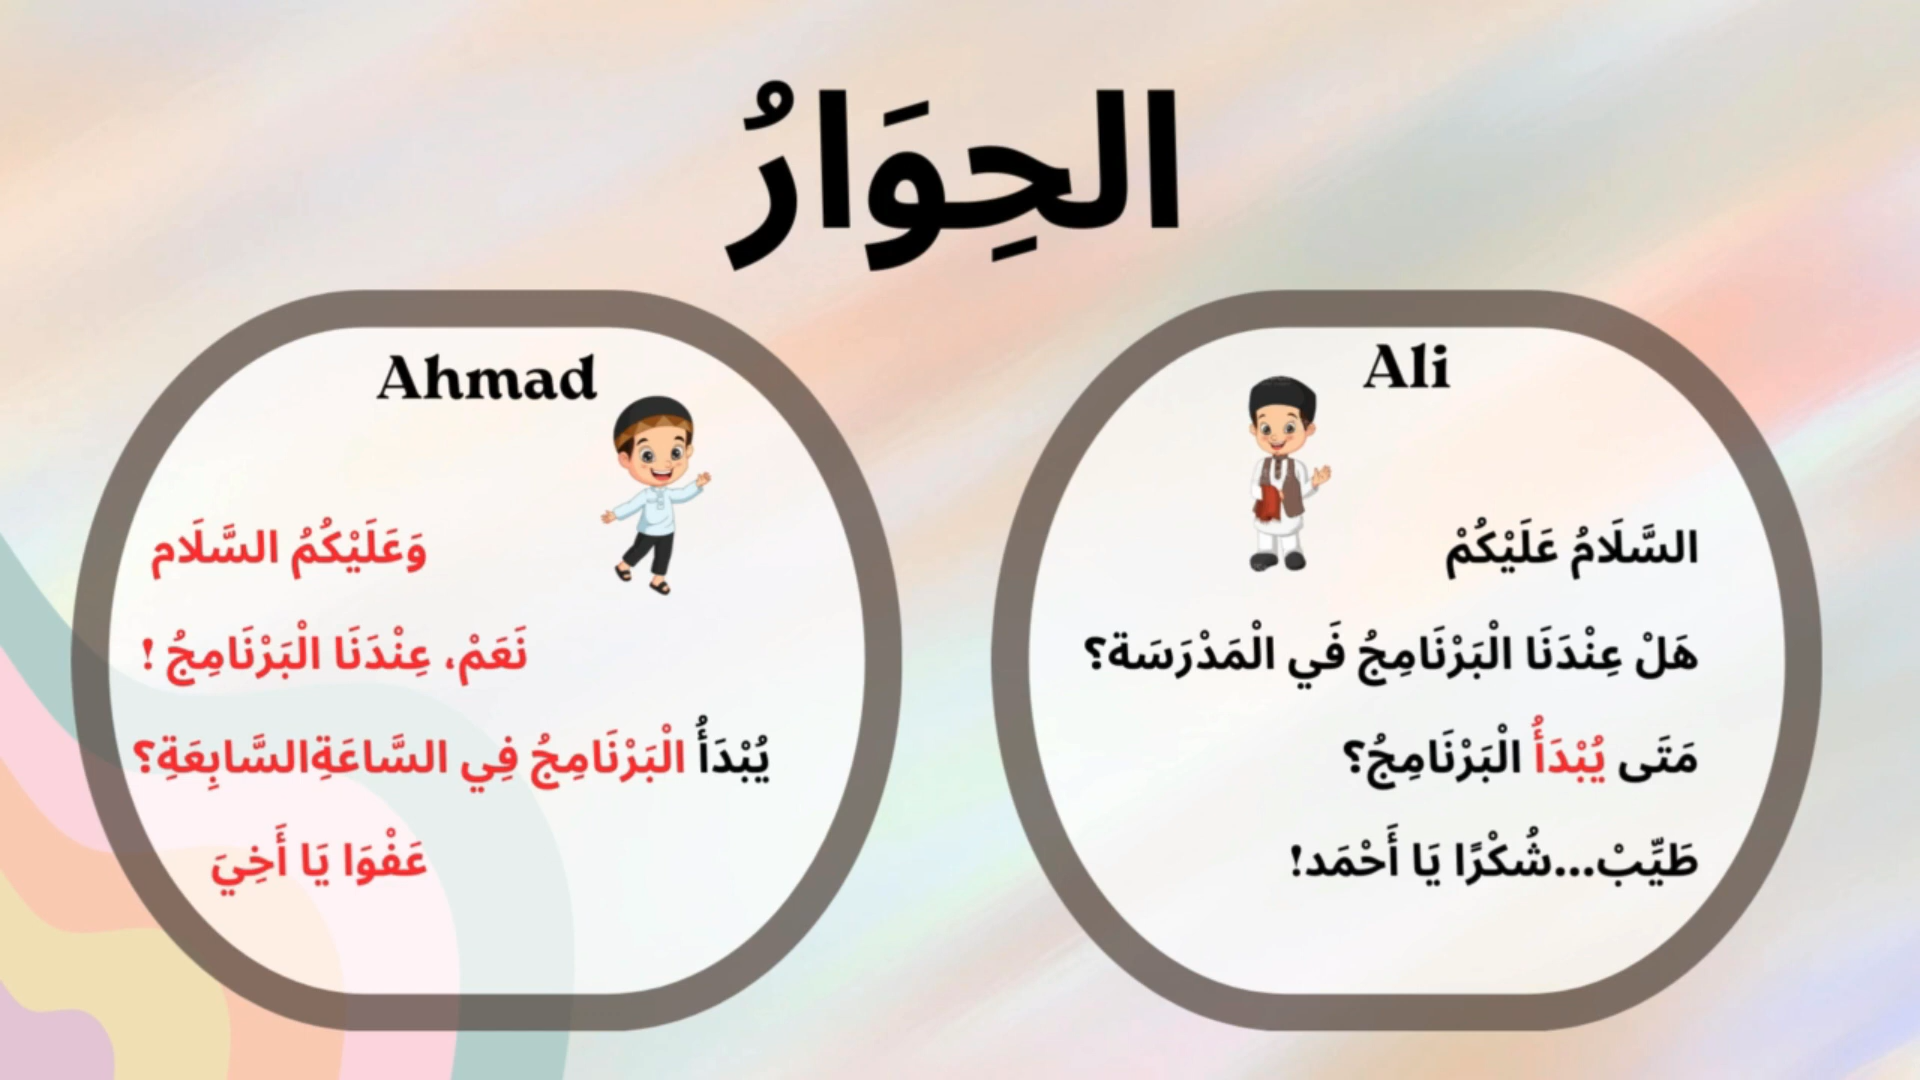 الحِوَارُ
Ali
السَّلَامُ عَلَيْكُمْ
هَلْ عِنْدَنَا الْبَرْنَامِجُ فَي الْمَدْرَسَة؟
مَتَى يُبْدَأُ الْبَرْنَامِجُ؟
طَيِّبْ...شُكْرًا يَا أَحْمَد!
Ahmad
وَعَلَيْكُمُ السَّلَام
نَعَمْ، عِنْدَنَا الْبَرْنَامِجُ !
يُبْدَأُ الْبَرْنَامِجُ فِي السَّاعَةِالسَّابِعَةِ؟
عَفْوَا يَا أَخِيَ